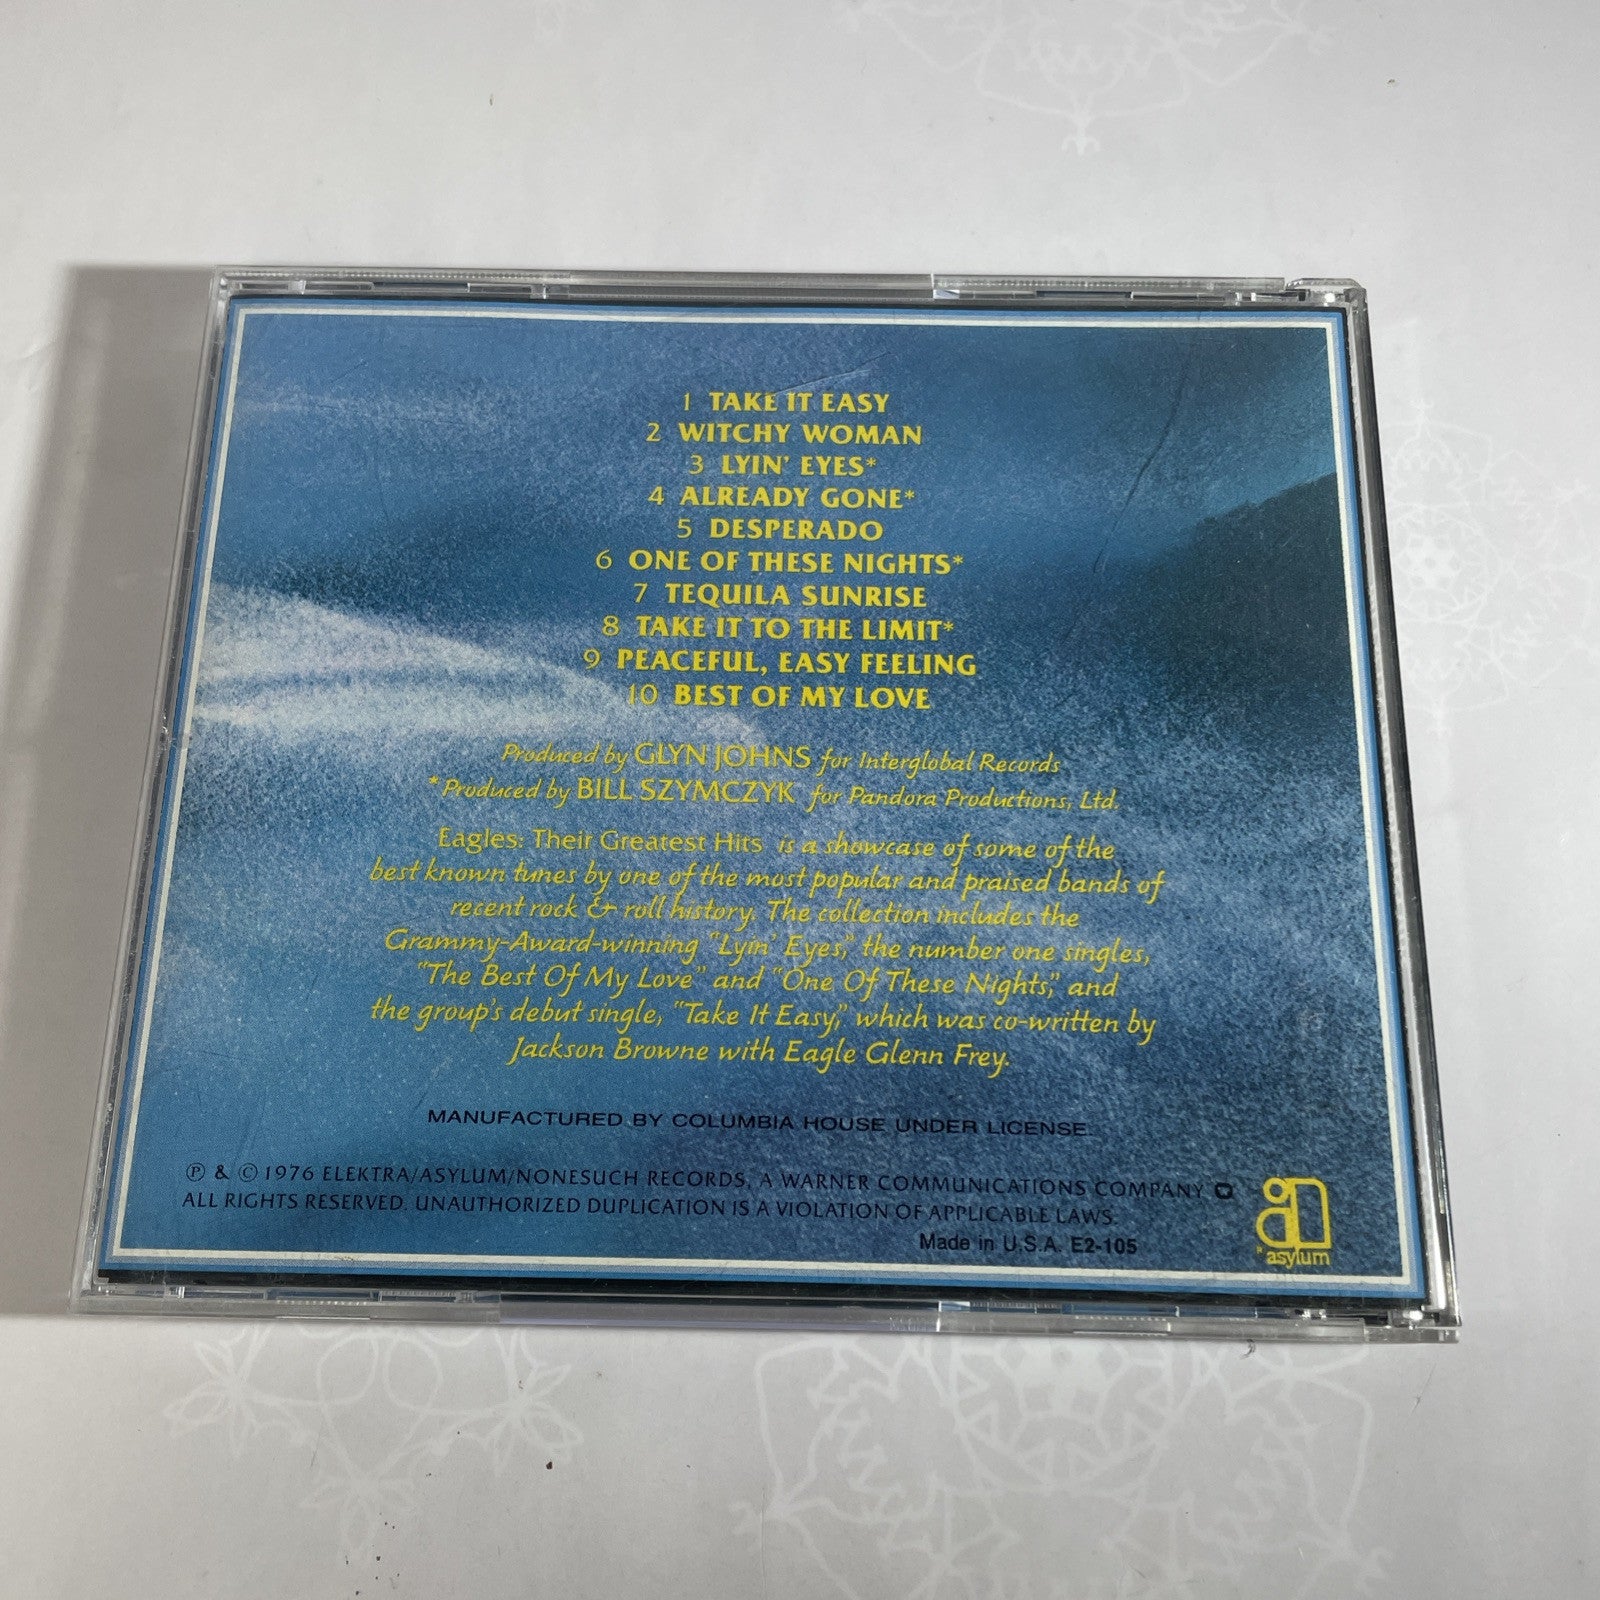 1 TAKE IT EASY
2 WITCHY WOMAN
3 LYIN' EYES*
4 ALREADY GONE*
5 DESPERADO
6 ONE OF THESE NIGHTS*
7 TEQUILA SUNRISE
8 TAKE IT TO THE LIMIT*
9 PEACEFUL, EASY FEELING
10 BEST OF MY LOVE
Produced by GLYN JOHNS for Interglobal Records
*Produced by BILL SZYMCZYK for Pandora Productions, Ltd.
Eagles: Their Greatest Hits is a showcase of some of the
best known tunes by one of the most popular and praised bands of
recent rock & roll history. The collection includes the
Grammy-Award-winning "Lyin' Eyes," the number one singles,
"The Best Of My Love" and "One Of These Nights," and
the group's debut single, "Take It Easy," which was co-written by
Jackson Browne with Eagle Glenn Frey.
MANUFACTURED BY COLUMBIA HOUSE UNDER LICENSE.
℗ & © 1976 ELEKTRA/ASYLUM/NONESUCH RECORDS, A WARNER COMMUNICATIONS COMPANY
ALL RIGHTS RESERVED. UNAUTHORIZED DUPLICATION IS A VIOLATION OF APPLICABLE LAWS.
Made in U.S.A. E2-105
asylum